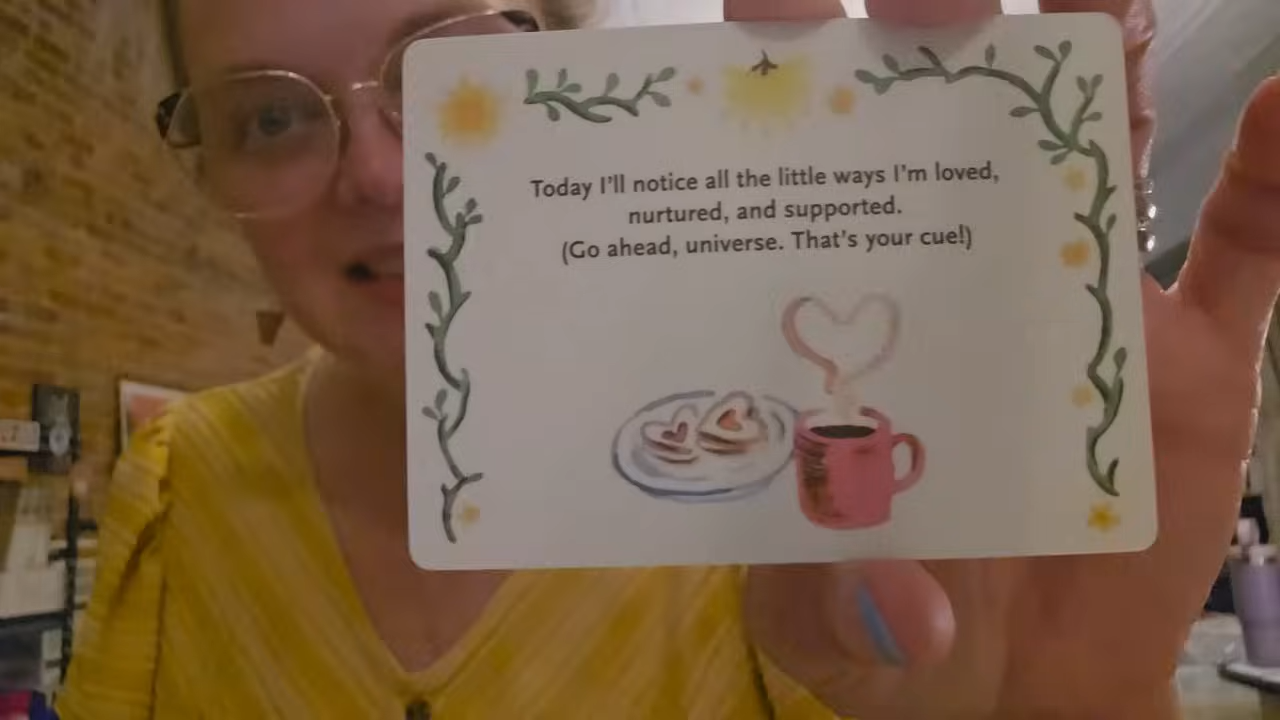 Today I'll notice all the little ways I'm loved,
nurtured, and supported.
(Go ahead, universe. That's your cue!)